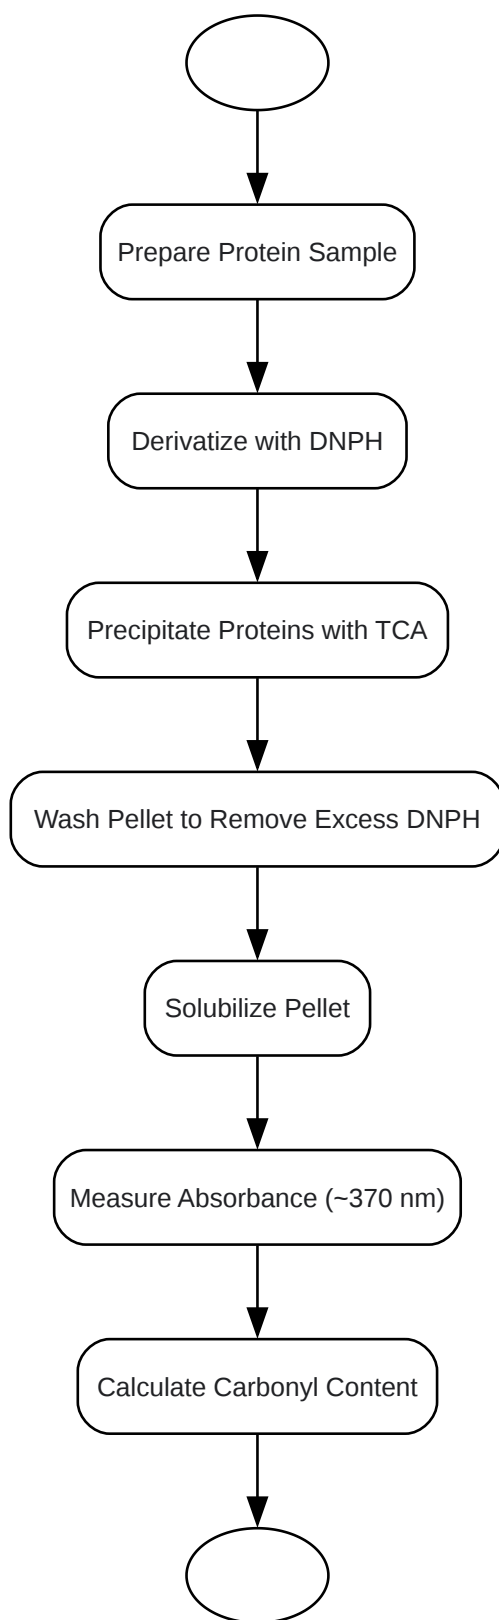 Prepare Protein Sample
Derivatize with DNPH
Precipitate Proteins with TCA
Wash Pellet to Remove Excess DNPH
Solubilize Pellet
Measure Absorbance (~370 nm)
Calculate Carbonyl Content